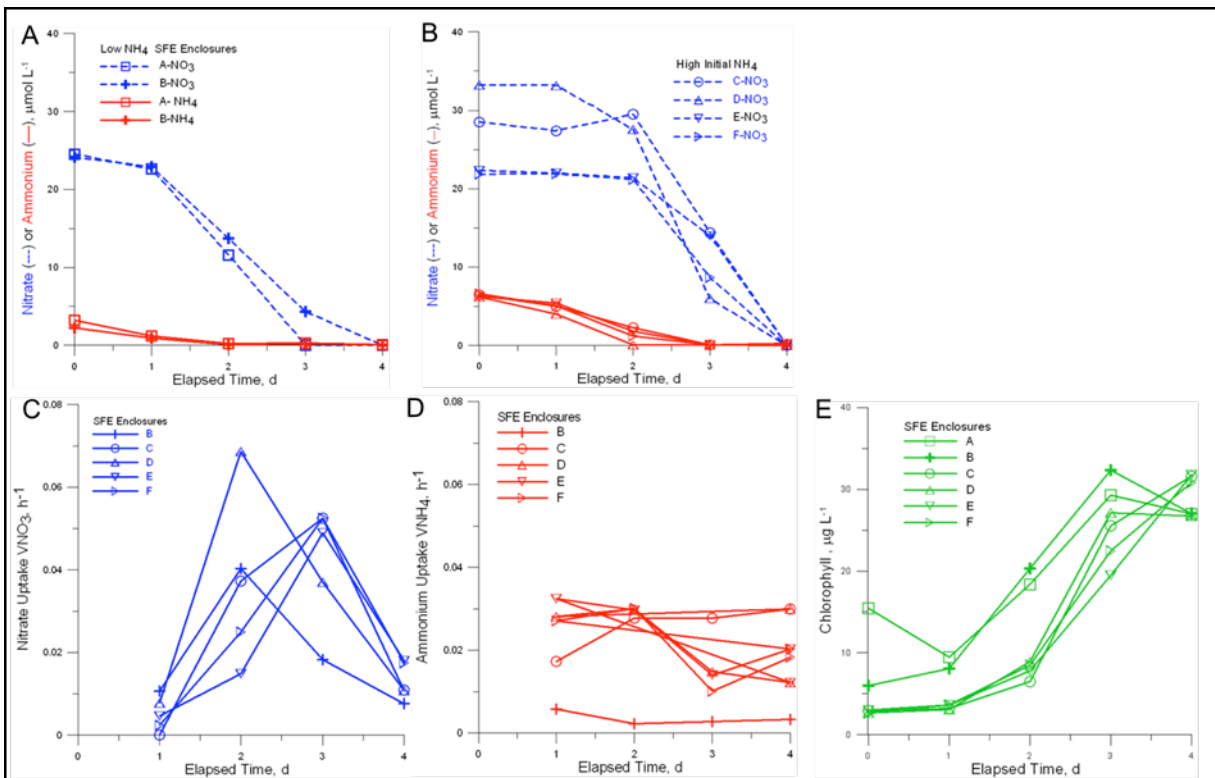 A
Low NH4 SFE Enclosures
A-NO3
B-NO3
A- NH4
B-NH4
Nitrate (---) or Ammonium (—), μmol L-1
40
30
20
10
0
0 1 2 3 4
Elapsed Time, d
B
High Initial NH4
C-NO3
D-NO3
E-NO3
F-NO3
Nitrate (---) or Ammonium (–), μmol L-1
40
30
20
10
0
0 1 2 3 4
Elapsed Time, d
C
SFE Enclosures
B
C
D
E
F
Nitrate Uptake VNO3, h-1
0.08
0.06
0.04
0.02
0
0 1 2 3 4
Elapsed Time, d
D
SFE Enclosures
B
C
D
E
F
Ammonium Uptake VNH4, h-1
0.08
0.06
0.04
0.02
0
0 1 2 3 4
Elapsed Time, d
E
SFE Enclosures
A
B
C
D
E
F
Chlorophyll , μg L-1
40
30
20
10
0
0 1 2 3 4
Elapsed Time, d